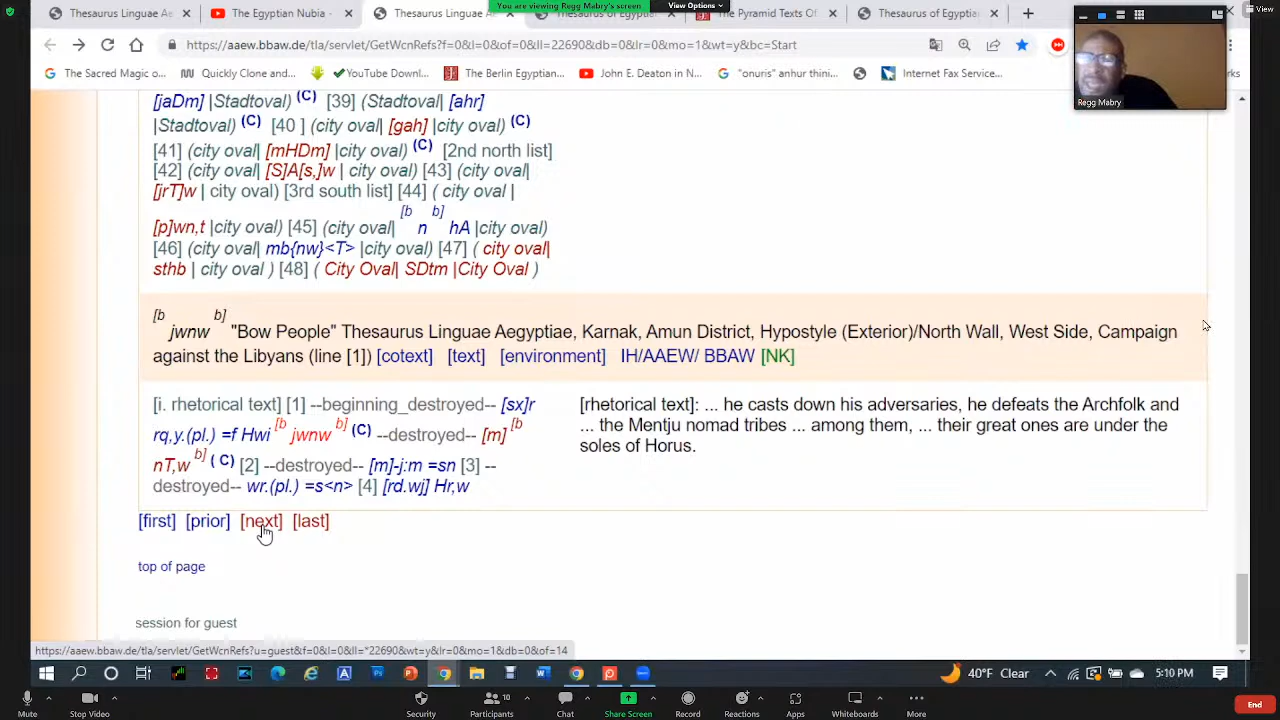 You are viewing Regg Mabry's screen
View Options
View
Thesaurus Linguae Ae
The Egyptian Nubia
Thesaurus Linguae A
Thesaurus of E
The Pyramid Texts Of
Thesaurus of Egyptia
https://aaew.bbaw.de/tla/servlet/GetWcnRefs?f=0&l=0&of=0&ll=22690&db=0&lr=0&mo=1&wt=y&bc=Start
The Sacred Magic o
Quickly Clone and...
YouTube Downl...
The Berlin Egyptian...
John E. Deaton in N...
"onuris" anhur thini...
Internet Fax Service...
Regg Mabry
[jaDm] |Stadtoval) (C) [39] (Stadtoval| [ahr]
|Stadtoval) (C) [40 ] (city oval| [gah] |city oval) (C)
[41] (city oval| [mHDm] |city oval) (C) [2nd north list]
[42] (city oval| [S]A[s,]w | city oval) [43] (city oval|
[jrT]w | city oval) [3rd south list] [44] ( city oval |
[p]wn,t |city oval) [45] (city oval| [b n b] hA |city oval)
[46] (city oval| mb{nw}<T> |city oval) [47] ( city oval|
sthb | city oval ) [48] ( City Oval| SDtm |City Oval )
[b jwnw b] "Bow People" Thesaurus Linguae Aegyptiae, Karnak, Amun District, Hypostyle (Exterior)/North Wall, West Side, Campaign
against the Libyans (line [1]) [cotext] [text] [environment] IH/AAEW/ BBAW [NK]
[i. rhetorical text] [1] --beginning_destroyed-- [sx]r
rq,y.(pl.) =f Hwi [b jwnw b] (C) --destroyed-- [m] [b
nT,w b] ( C) [2] --destroyed-- [m]-j:m =sn [3] --
destroyed-- wr.(pl.) =s<n> [4] [rd.wj] Hr,w
[rhetorical text]: ... he casts down his adversaries, he defeats the Archfolk and
... the Mentju nomad tribes ... among them, ... their great ones are under the
soles of Horus.
[first] [prior] [next] [last]
top of page
session for guest
https://aaew.bbaw.de/tla/servlet/GetWcnRefs?u=guest&f=0&l=0&ll=*22690&wt=y&lr=0&mo=1&db=0&of=14
40°F Clear
5:10 PM
Mute
Stop Video
Security
10
Participants
Chat
Share Screen
Record
Reactions
Apps
Whiteboards
More
End